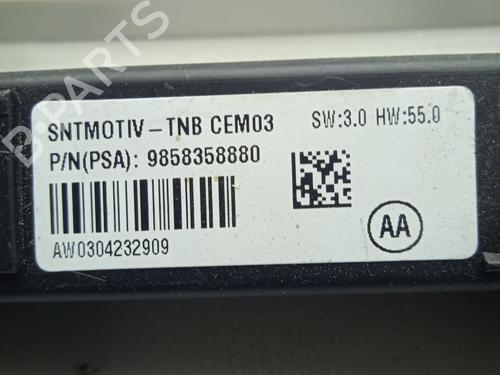 B-PARTS
SNTMOTIV-TNB CEM03 SW:3.0 HW:55.0
P/N(PSA): 9858358880
AA
AW0304232909